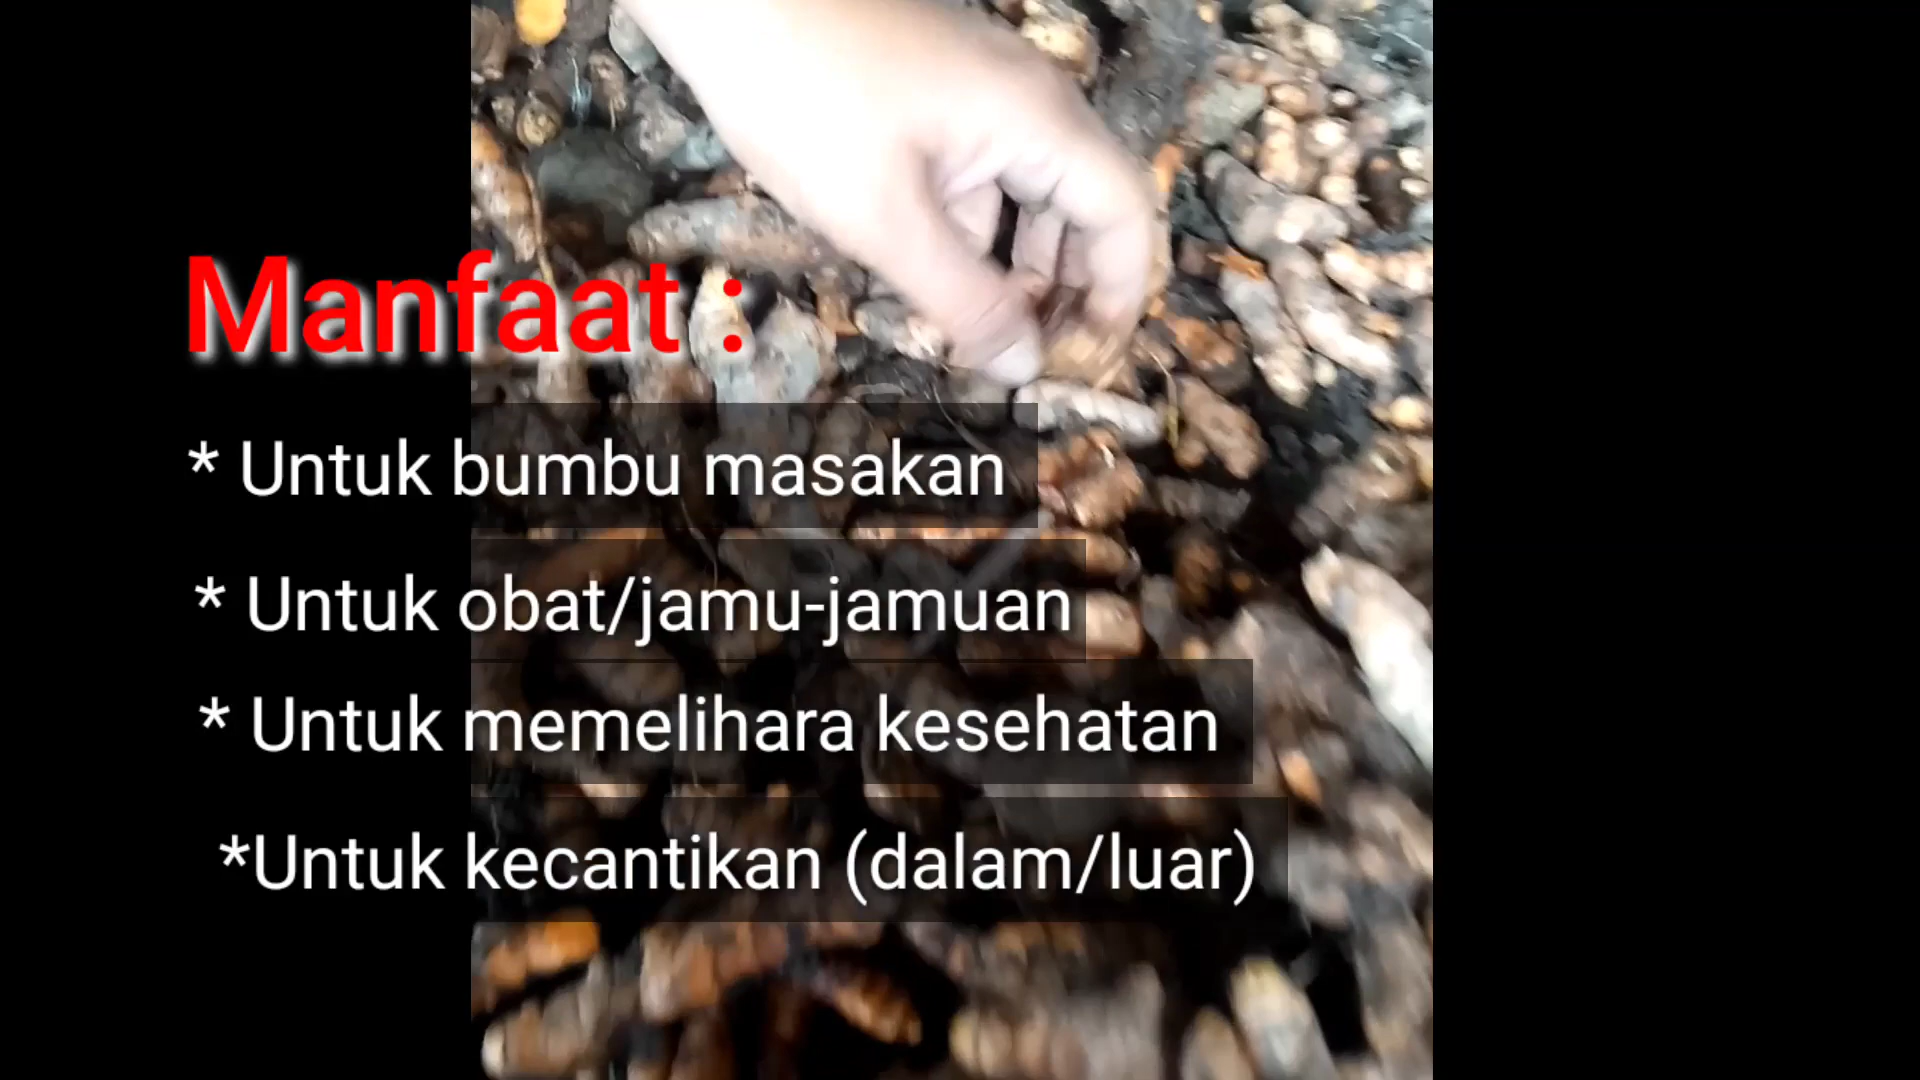 Manfaat :
* Untuk bumbu masakan
* Untuk obat/jamu-jamuan
* Untuk memelihara kesehatan
*Untuk kecantikan (dalam/luar)